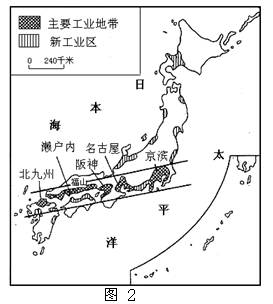 主要工业地带
新工业区
0 240千米
日
本
海
太
平
洋
瀬户内
阪神
名古屋
京滨
北九州
福山
图 2